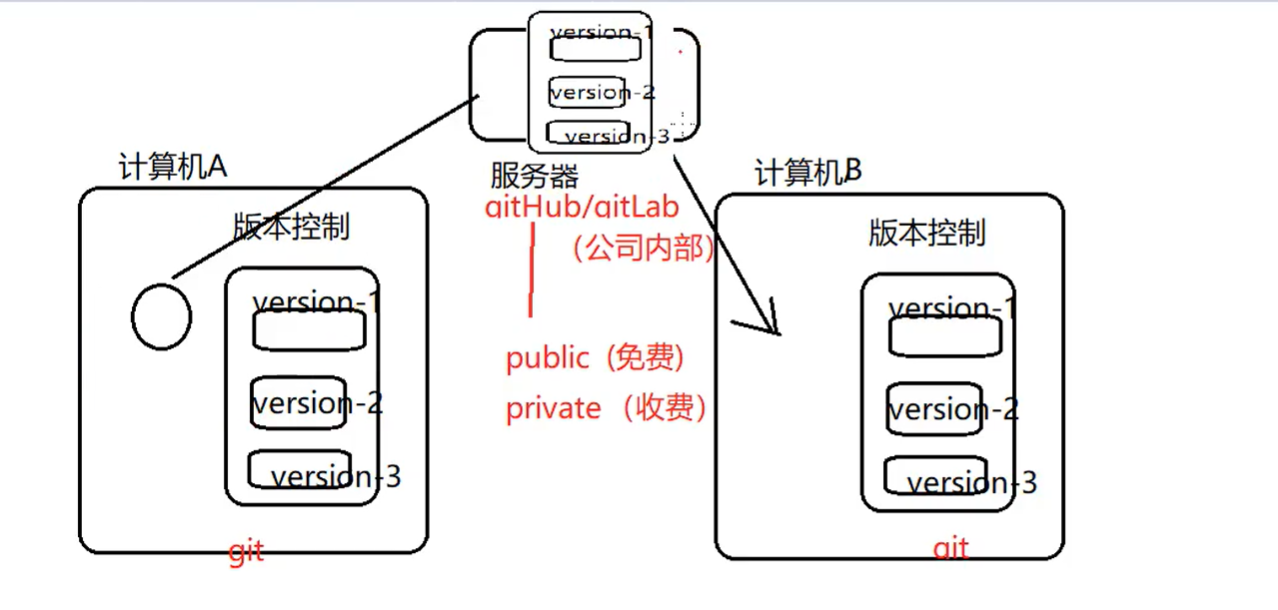 version-1
version-2
version-3
服务器
gitHub/gitLab
（公司内部）
public（免费）
private（收费）
计算机A
版本控制
version-1
version-2
version-3
git
计算机B
版本控制
version-1
version-2
version-3
git